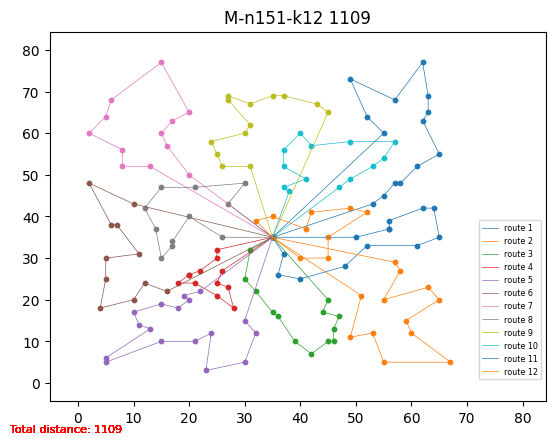 M-n151-k12 1109
80
70
60
50
40
30
20
10
0
route 1
route 2
route 3
route 4
route 5
route 6
route 7
route 8
route 9
route 10
route 11
route 12
0 10 20 30 40 50 60 70 80
Total distance: 1109